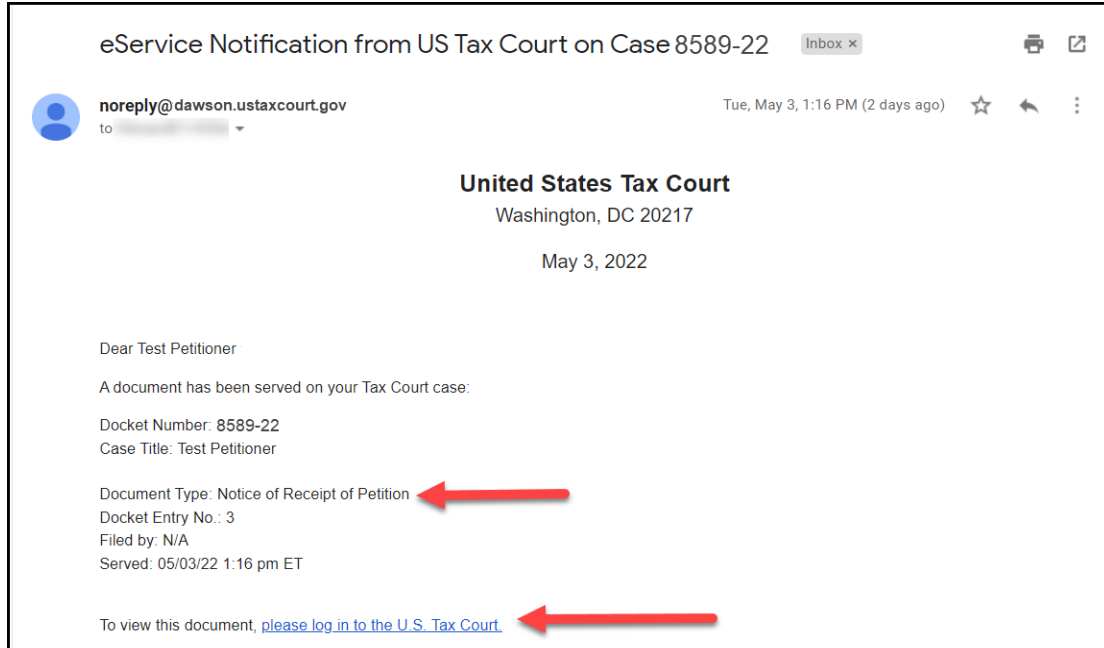 eService Notification from US Tax Court on Case 8589-22 Inbox ×
noreply@dawson.ustaxcourt.gov Tue, May 3, 1:16 PM (2 days ago)
to
United States Tax Court
Washington, DC 20217
May 3, 2022
Dear Test Petitioner
A document has been served on your Tax Court case:
Docket Number: 8589-22
Case Title: Test Petitioner
Document Type: Notice of Receipt of Petition
Docket Entry No.: 3
Filed by: N/A
Served: 05/03/22 1:16 pm ET
To view this document, please log in to the U.S. Tax Court.